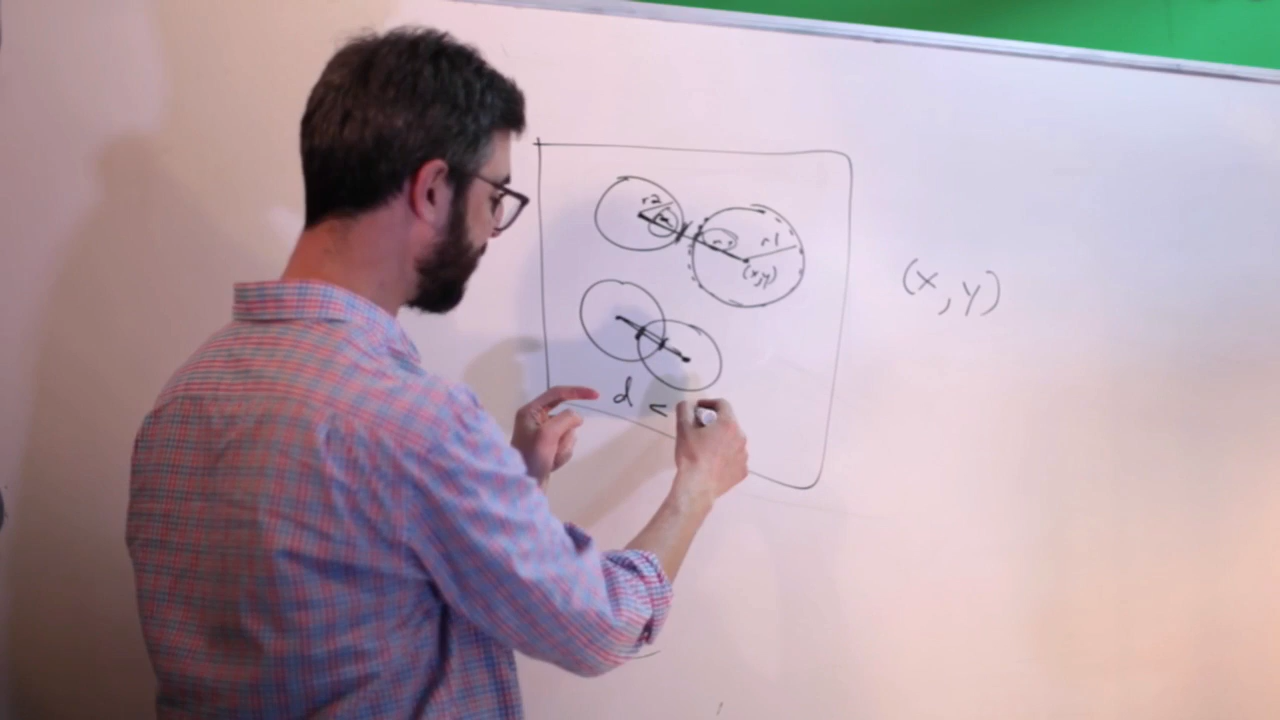 r2
r1
(x,y)
(x,y)
d <